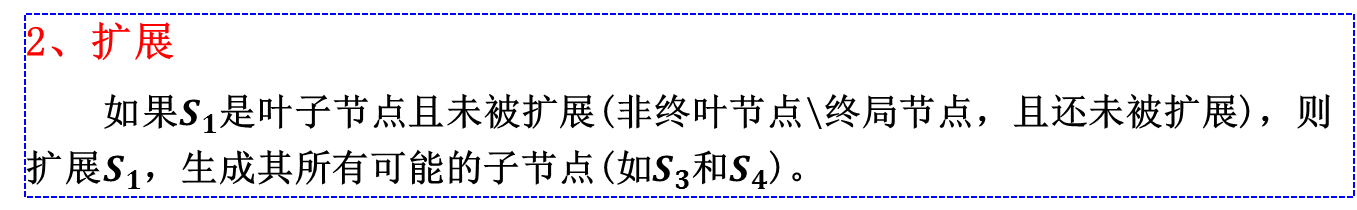 2、扩展
如果S₁是叶子节点且未被扩展(非终叶节点\终局节点，且还未被扩展)，则
扩展S₁，生成其所有可能的子节点(如S₃和S₄)。